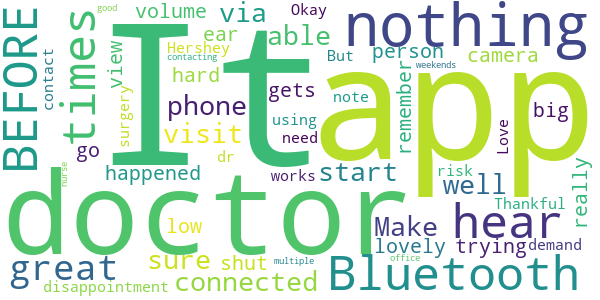 good
volume via Okay
contact BEFORE times view Hershey ear able nothing
contacting But person camera
surgery hard phone gets remember weekends
It app
visit note using big
go dr need Love
happened works start risk well really
nurse doctor hear Thankful
low Make
lovely trying demand
great sure shut multiple office
disappointment connected Bluetooth